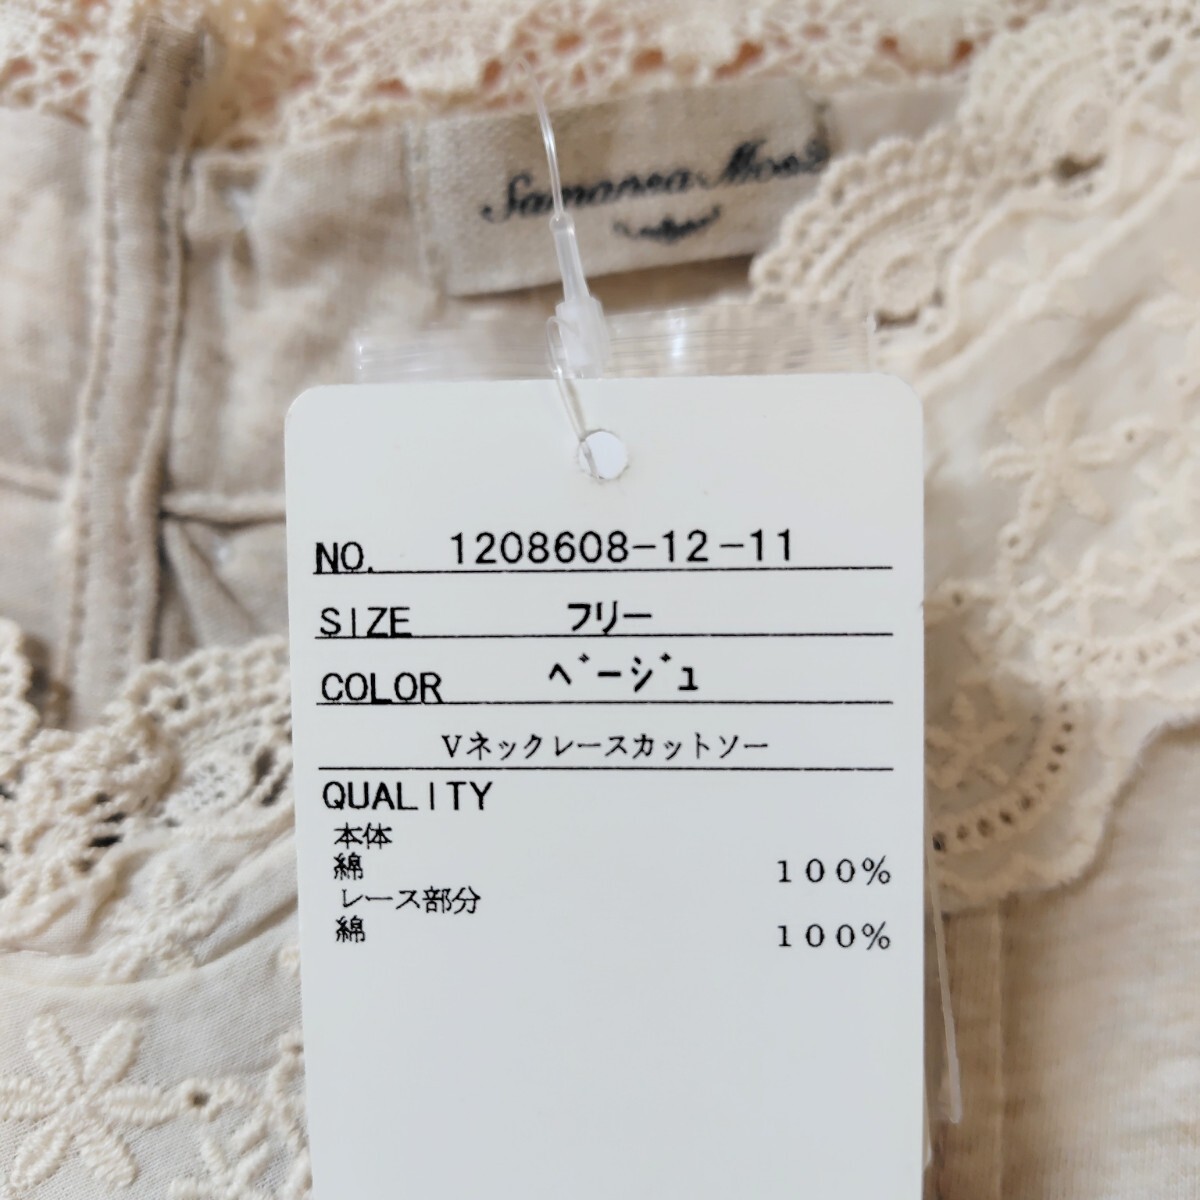 Samansa Mos2
NO. 1208608-12-11
SIZE フリー
COLOR ベージュ
Vネックレースカットソー
QUALITY
本体
綿 100%
レース部分
綿 100%